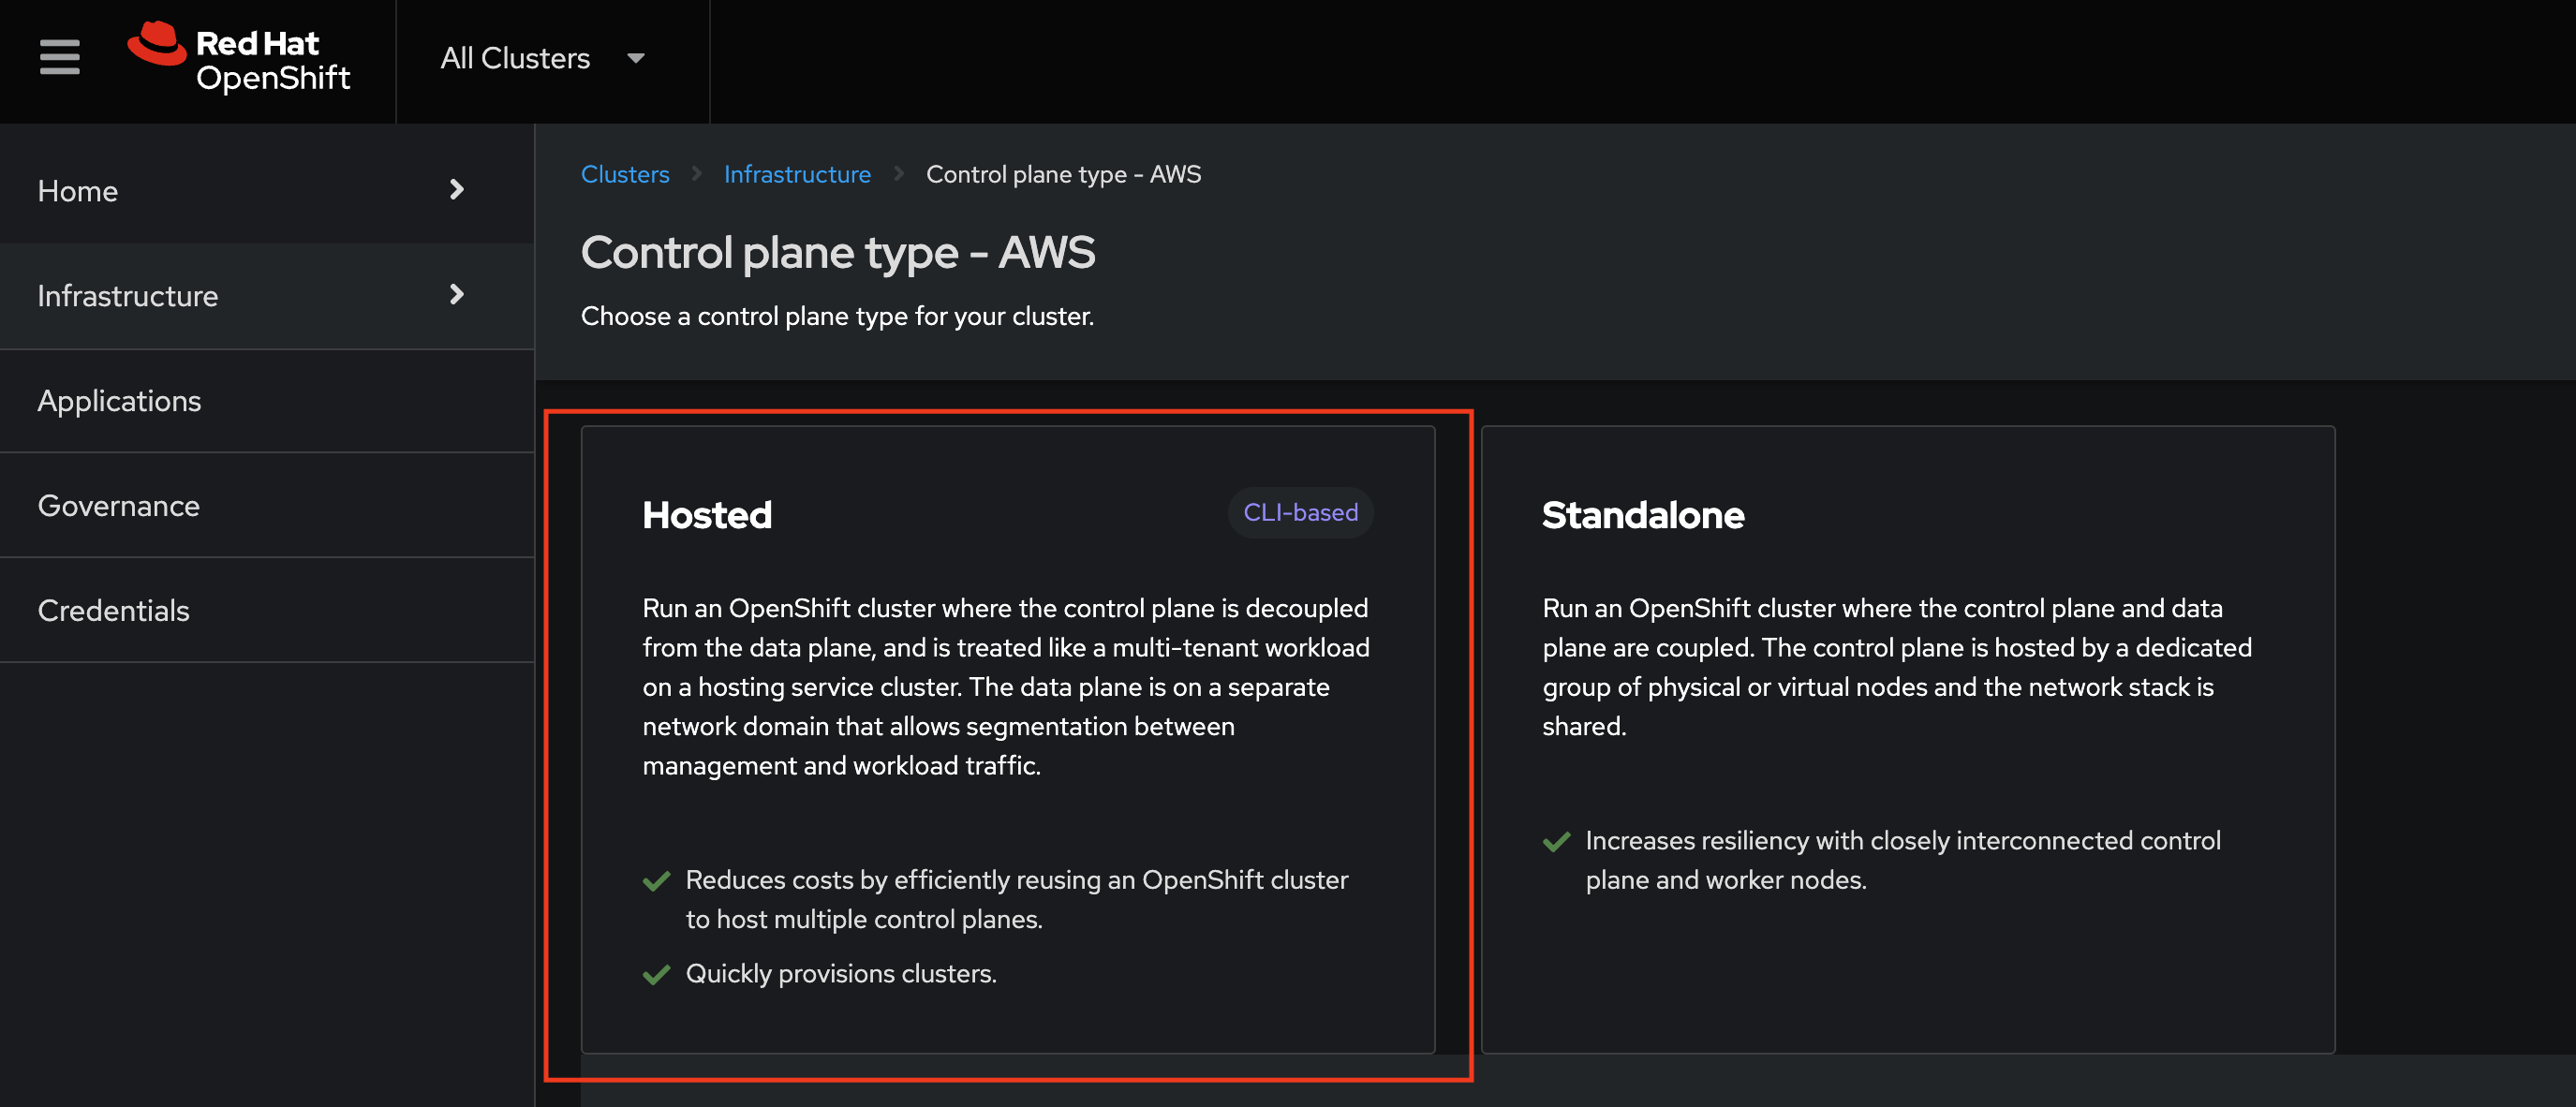 Red Hat
OpenShift
All Clusters
Home
Infrastructure
Applications
Governance
Credentials
Clusters
Infrastructure
Control plane type - AWS
Control plane type - AWS
Choose a control plane type for your cluster.
Hosted
CLI-based
Run an OpenShift cluster where the control plane is decoupled
from the data plane, and is treated like a multi-tenant workload
on a hosting service cluster. The data plane is on a separate
network domain that allows segmentation between
management and workload traffic.
Reduces costs by efficiently reusing an OpenShift cluster
to host multiple control planes.
Quickly provisions clusters.
Standalone
Run an OpenShift cluster where the control plane and data
plane are coupled. The control plane is hosted by a dedicated
group of physical or virtual nodes and the network stack is
shared.
Increases resiliency with closely interconnected control
plane and worker nodes.